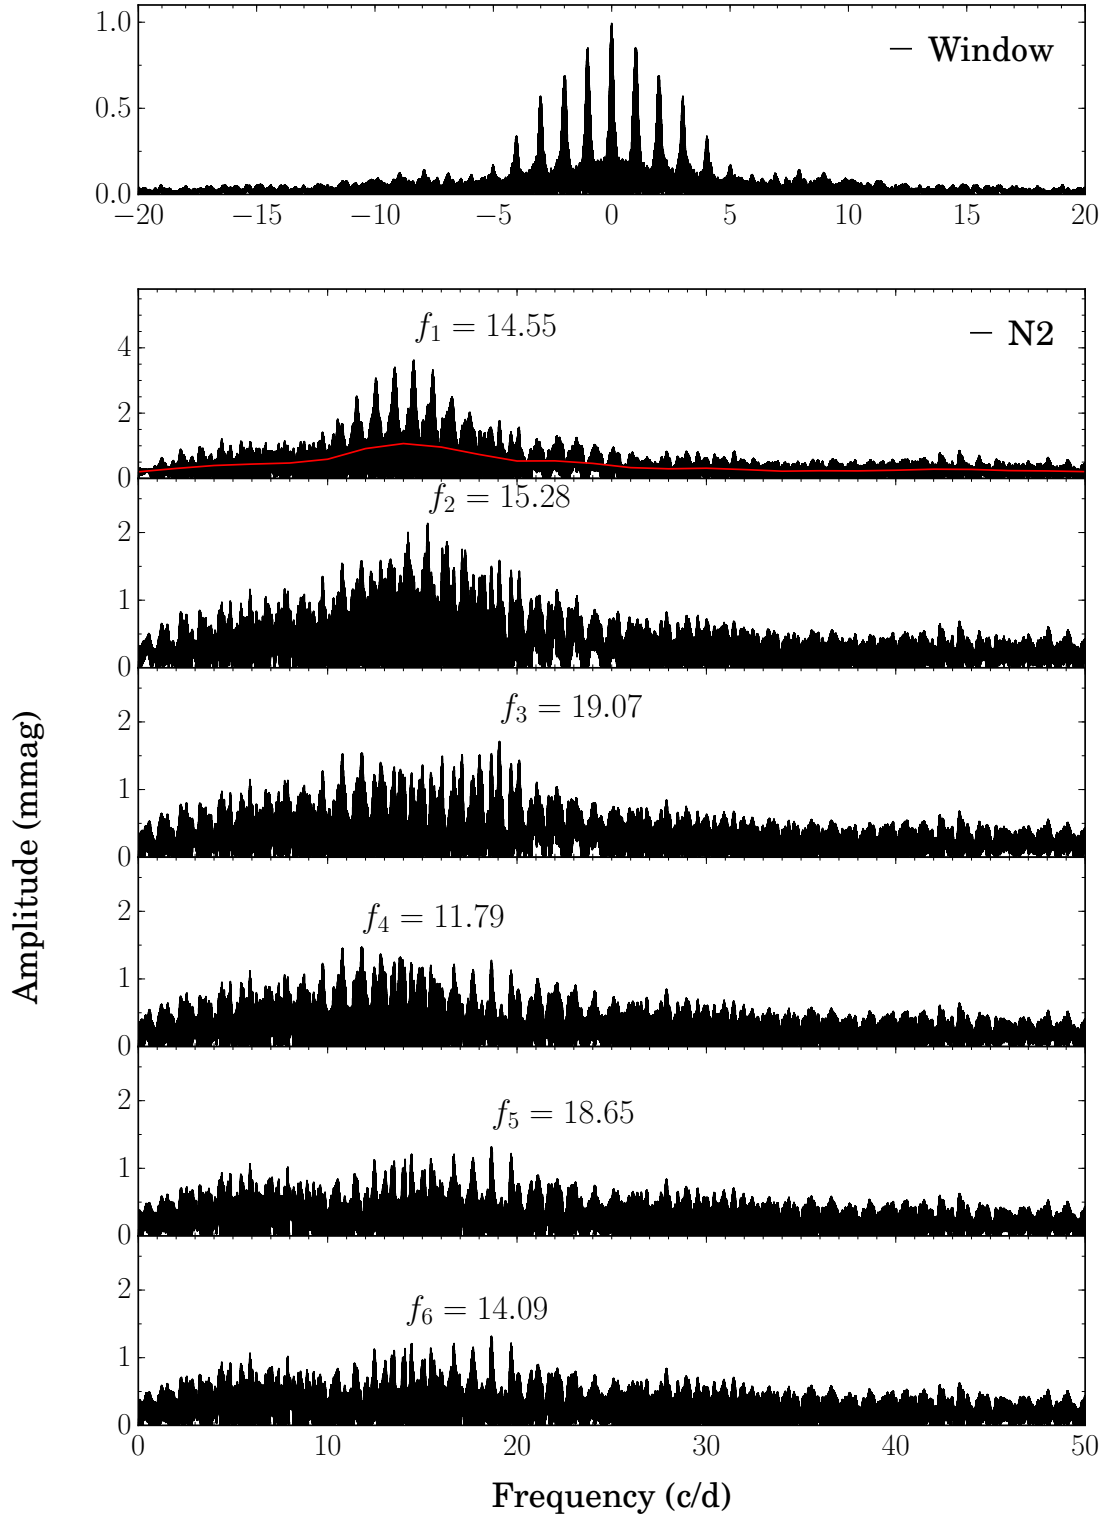 1.0
— Window
0.5
0.0
−20 −15 −10 −5 0 5 10 15 20
f1 = 14.55
— N2
4
2
0
f2 = 15.28
2
1
0
f3 = 19.07
2
1
0
f4 = 11.79
2
1
0
f5 = 18.65
2
1
0
f6 = 14.09
2
1
0
0 10 20 30 40 50
Frequency (c/d)
Amplitude (mmag)